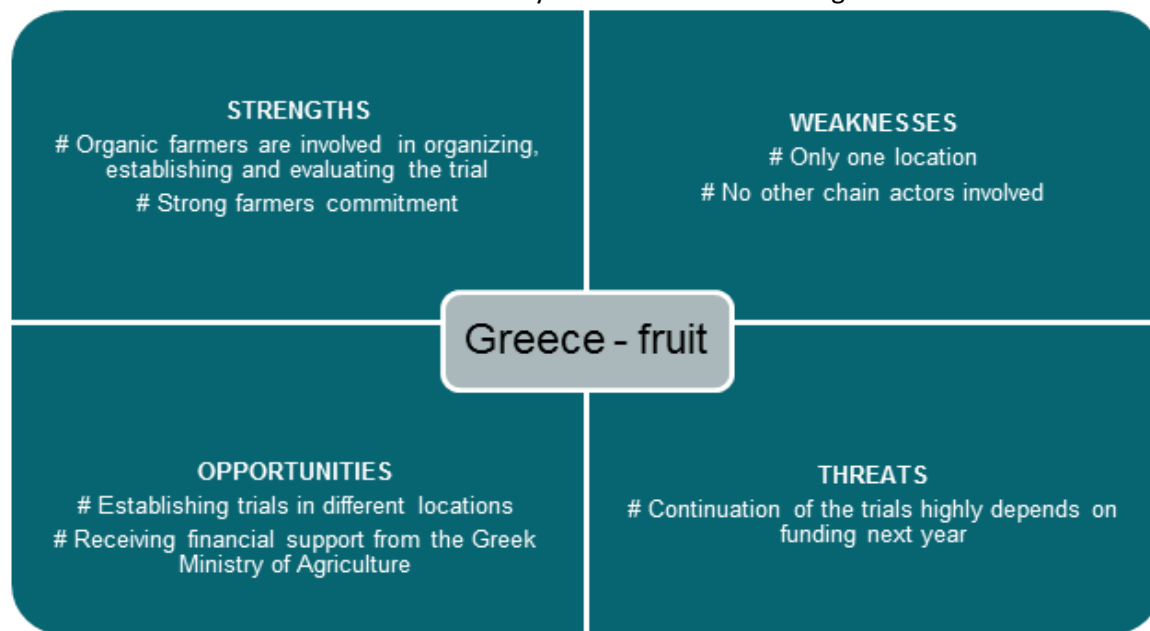 STRENGTHS
# Organic farmers are involved in organizing,
establishing and evaluating the trial
# Strong farmers commitment
WEAKNESSES
# Only one location
# No other chain actors involved
Greece - fruit
OPPORTUNITIES
# Establishing trials in different locations
# Receiving financial support from the Greek
Ministry of Agriculture
THREATS
# Continuation of the trials highly depends on
funding next year